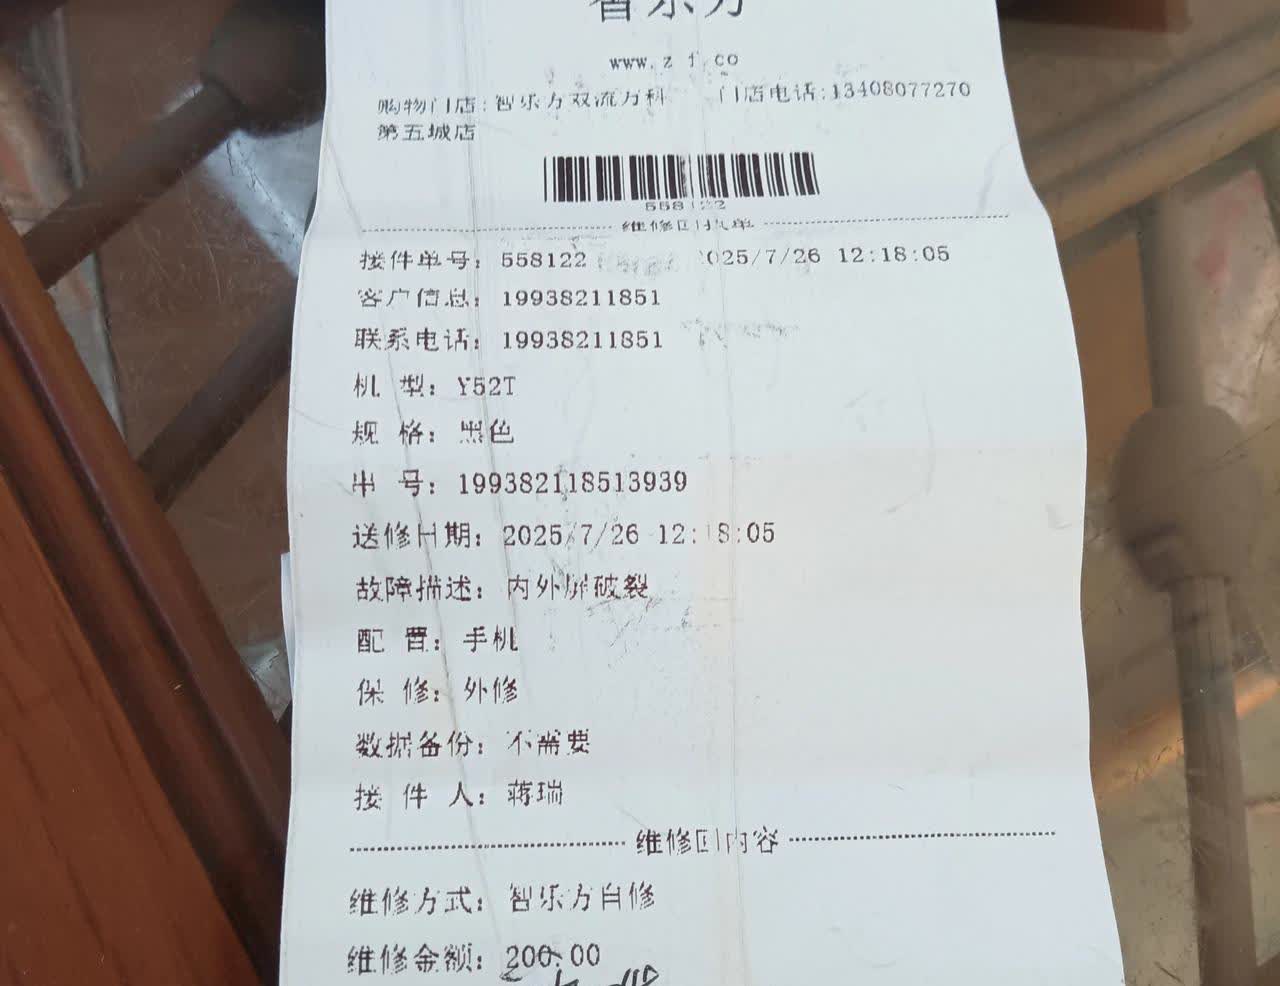 智乐方
www.z f.co
购物门店:智乐方双流万科 门店电话:13408077270
第五城店
558122
维修回执单
接件单号: 558122 2025/7/26 12:18:05
客户信息: 19938211851
联系电话: 19938211851
机 型: Y52T
规 格: 黑色
串 号: 199382118513939
送修日期: 2025/7/26 12:18:05
故障描述: 内外屏破裂
配 置: 手机
保 修: 外修
数据备份: 不需要
接 件 人: 蒋瑞
维修回内容
维修方式: 智乐方自修
维修金额: 200.00